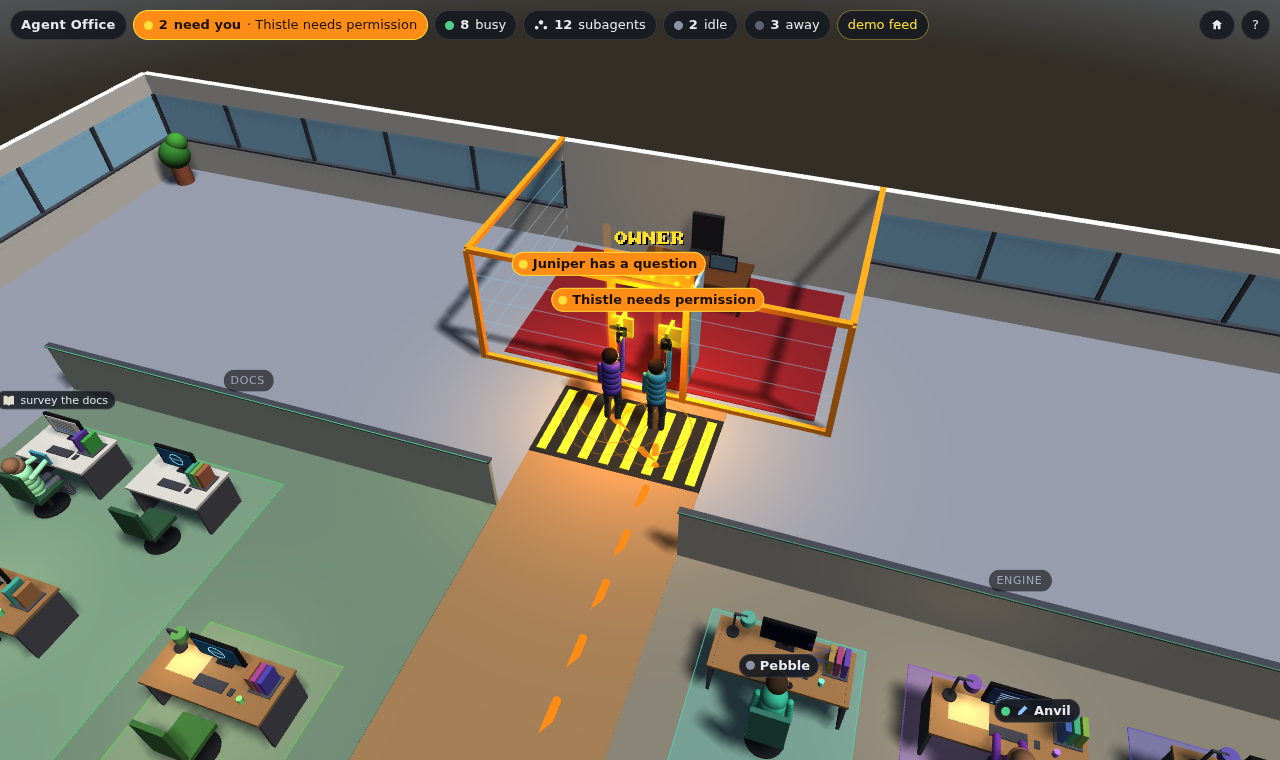 Agent Office
2 need you · Thistle needs permission
8 busy
12 subagents
2 idle
3 away
demo feed
?
OWNER
Juniper has a question
Thistle needs permission
DOCS
survey the docs
ENGINE
Pebble
Anvil